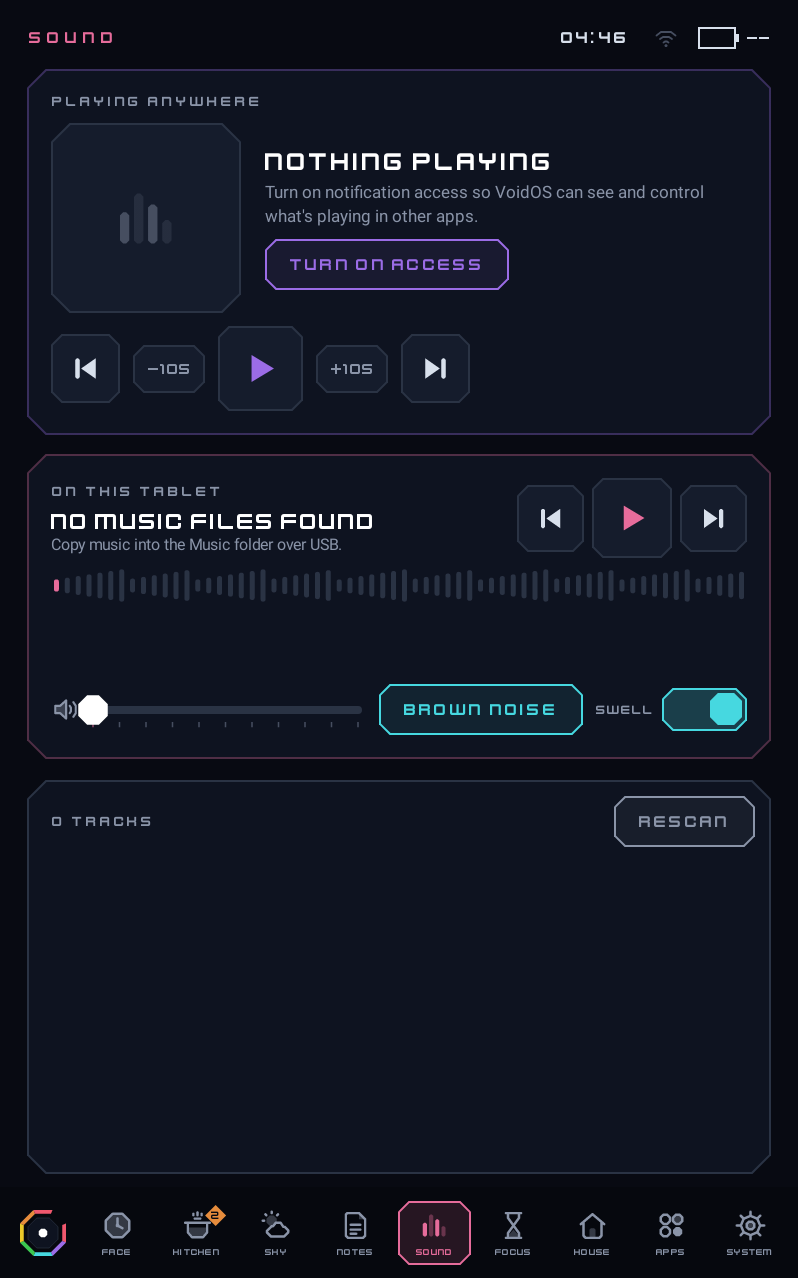 SOUND
04:46
--
PLAYING ANYWHERE
NOTHING PLAYING
Turn on notification access so VoidOS can see and control
what's playing in other apps.
TURN ON ACCESS
-10S
+10S
ON THIS TABLET
NO MUSIC FILES FOUND
Copy music into the Music folder over USB.
BROWN NOISE
SWELL
0 TRACKS
RESCAN
2
FACE
KITCHEN
SKY
NOTES
SOUND
FOCUS
HOUSE
APPS
SYSTEM